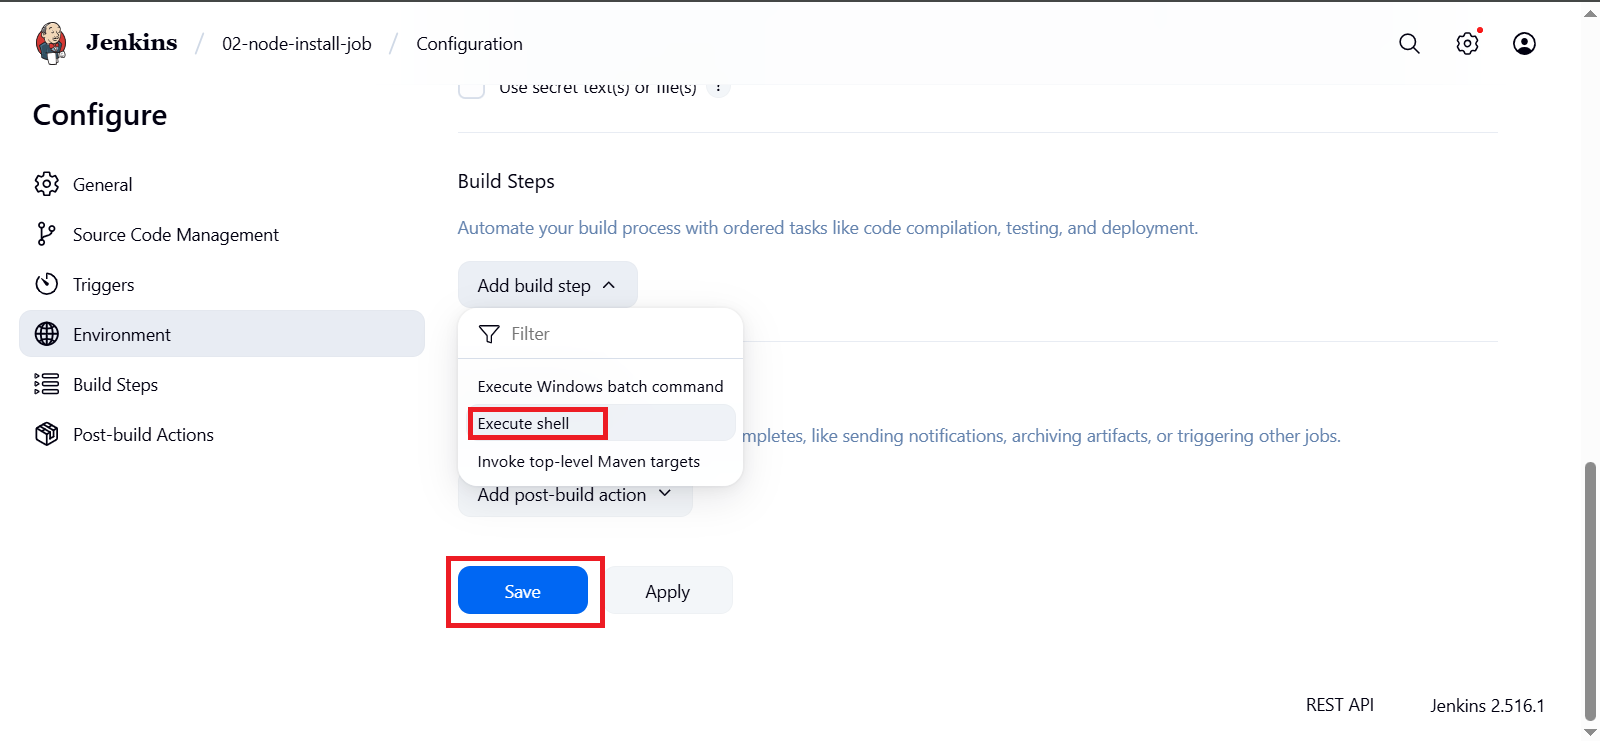 Jenkins / 02-node-install-job / Configuration
Configure
General
Source Code Management
Triggers
Environment
Build Steps
Post-build Actions
Use secret text(s) or file(s) ?
Build Steps
Automate your build process with ordered tasks like code compilation, testing, and deployment.
Add build step
Filter
Execute Windows batch command
Execute shell
Invoke top-level Maven targets
mpletes, like sending notifications, archiving artifacts, or triggering other jobs.
Add post-build action
Save
Apply
REST API
Jenkins 2.516.1